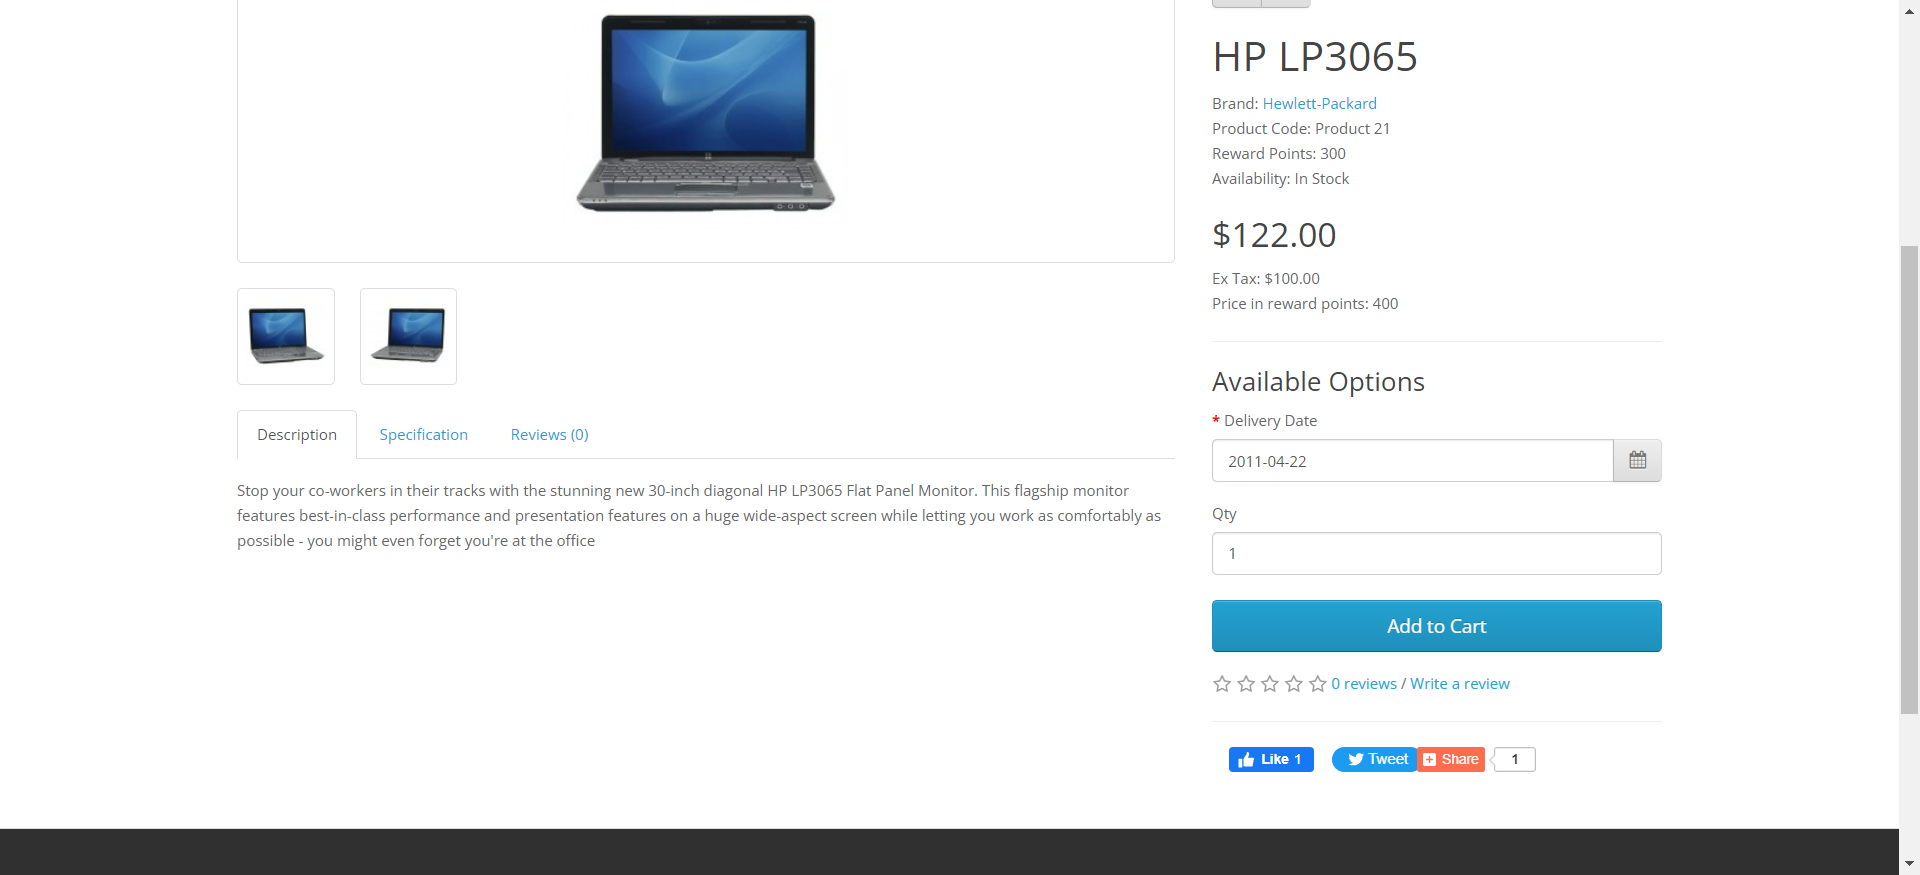 HP LP3065
Brand: Hewlett-Packard
Product Code: Product 21
Reward Points: 300
Availability: In Stock
$122.00
Ex Tax: $100.00
Price in reward points: 400
Available Options
* Delivery Date
2011-04-22
Qty
1
Add to Cart
0 reviews / Write a review
Like 1
Tweet
Share
1
Description
Specification
Reviews (0)
Stop your co-workers in their tracks with the stunning new 30-inch diagonal HP LP3065 Flat Panel Monitor. This flagship monitor
features best-in-class performance and presentation features on a huge wide-aspect screen while letting you work as comfortably as
possible - you might even forget you're at the office